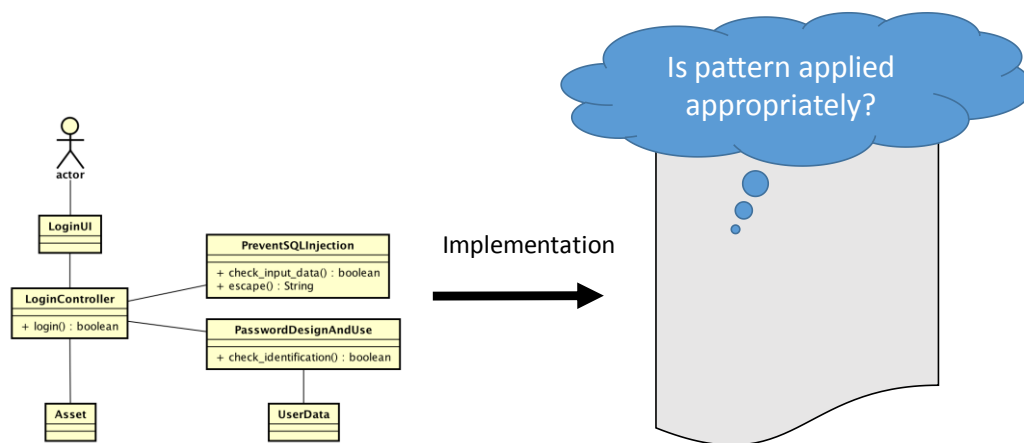 Is pattern applied
appropriately?
actor
LoginUI
PreventSQLInjection
+ check_input_data() : boolean
+ escape() : String
Implementation
LoginController
+ login() : boolean
PasswordDesignAndUse
+ check_identification() : boolean
Asset
UserData